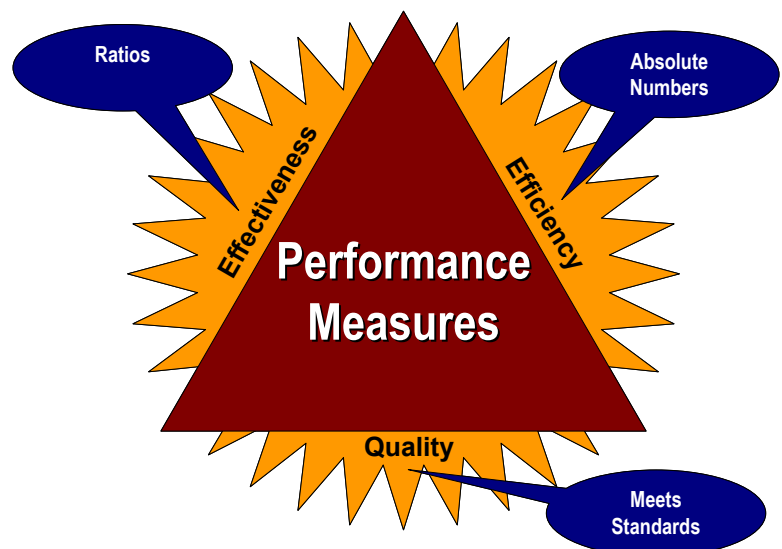 Ratios
Absolute
Numbers
Effectiveness
Efficiency
Performance
Measures
Quality
Meets
Standards